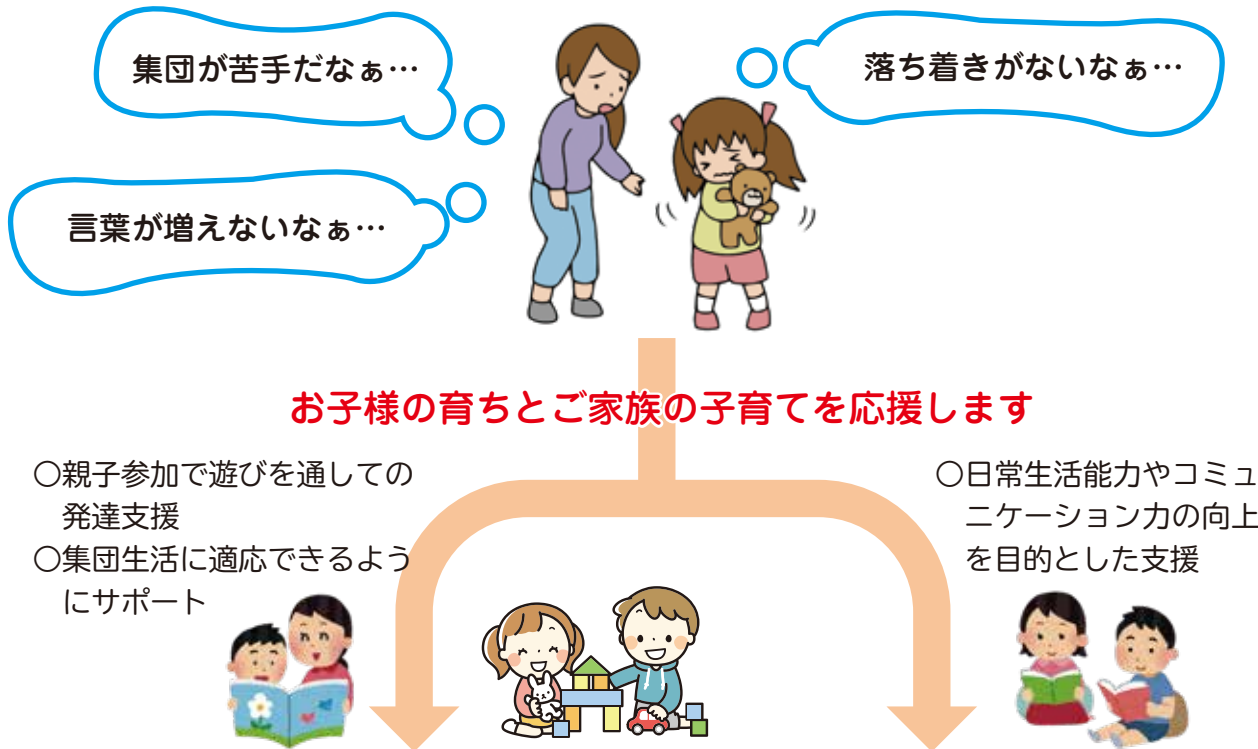 集団が苦手だなぁ…
落ち着きがないなぁ…
言葉が増えないなぁ…
お子様の育ちとご家族の子育てを応援します
〇親子参加で遊びを通しての
発達支援
〇集団生活に適応できるよう
にサポート
〇日常生活能力やコミュ
ニケーション力の向上
を目的とした支援